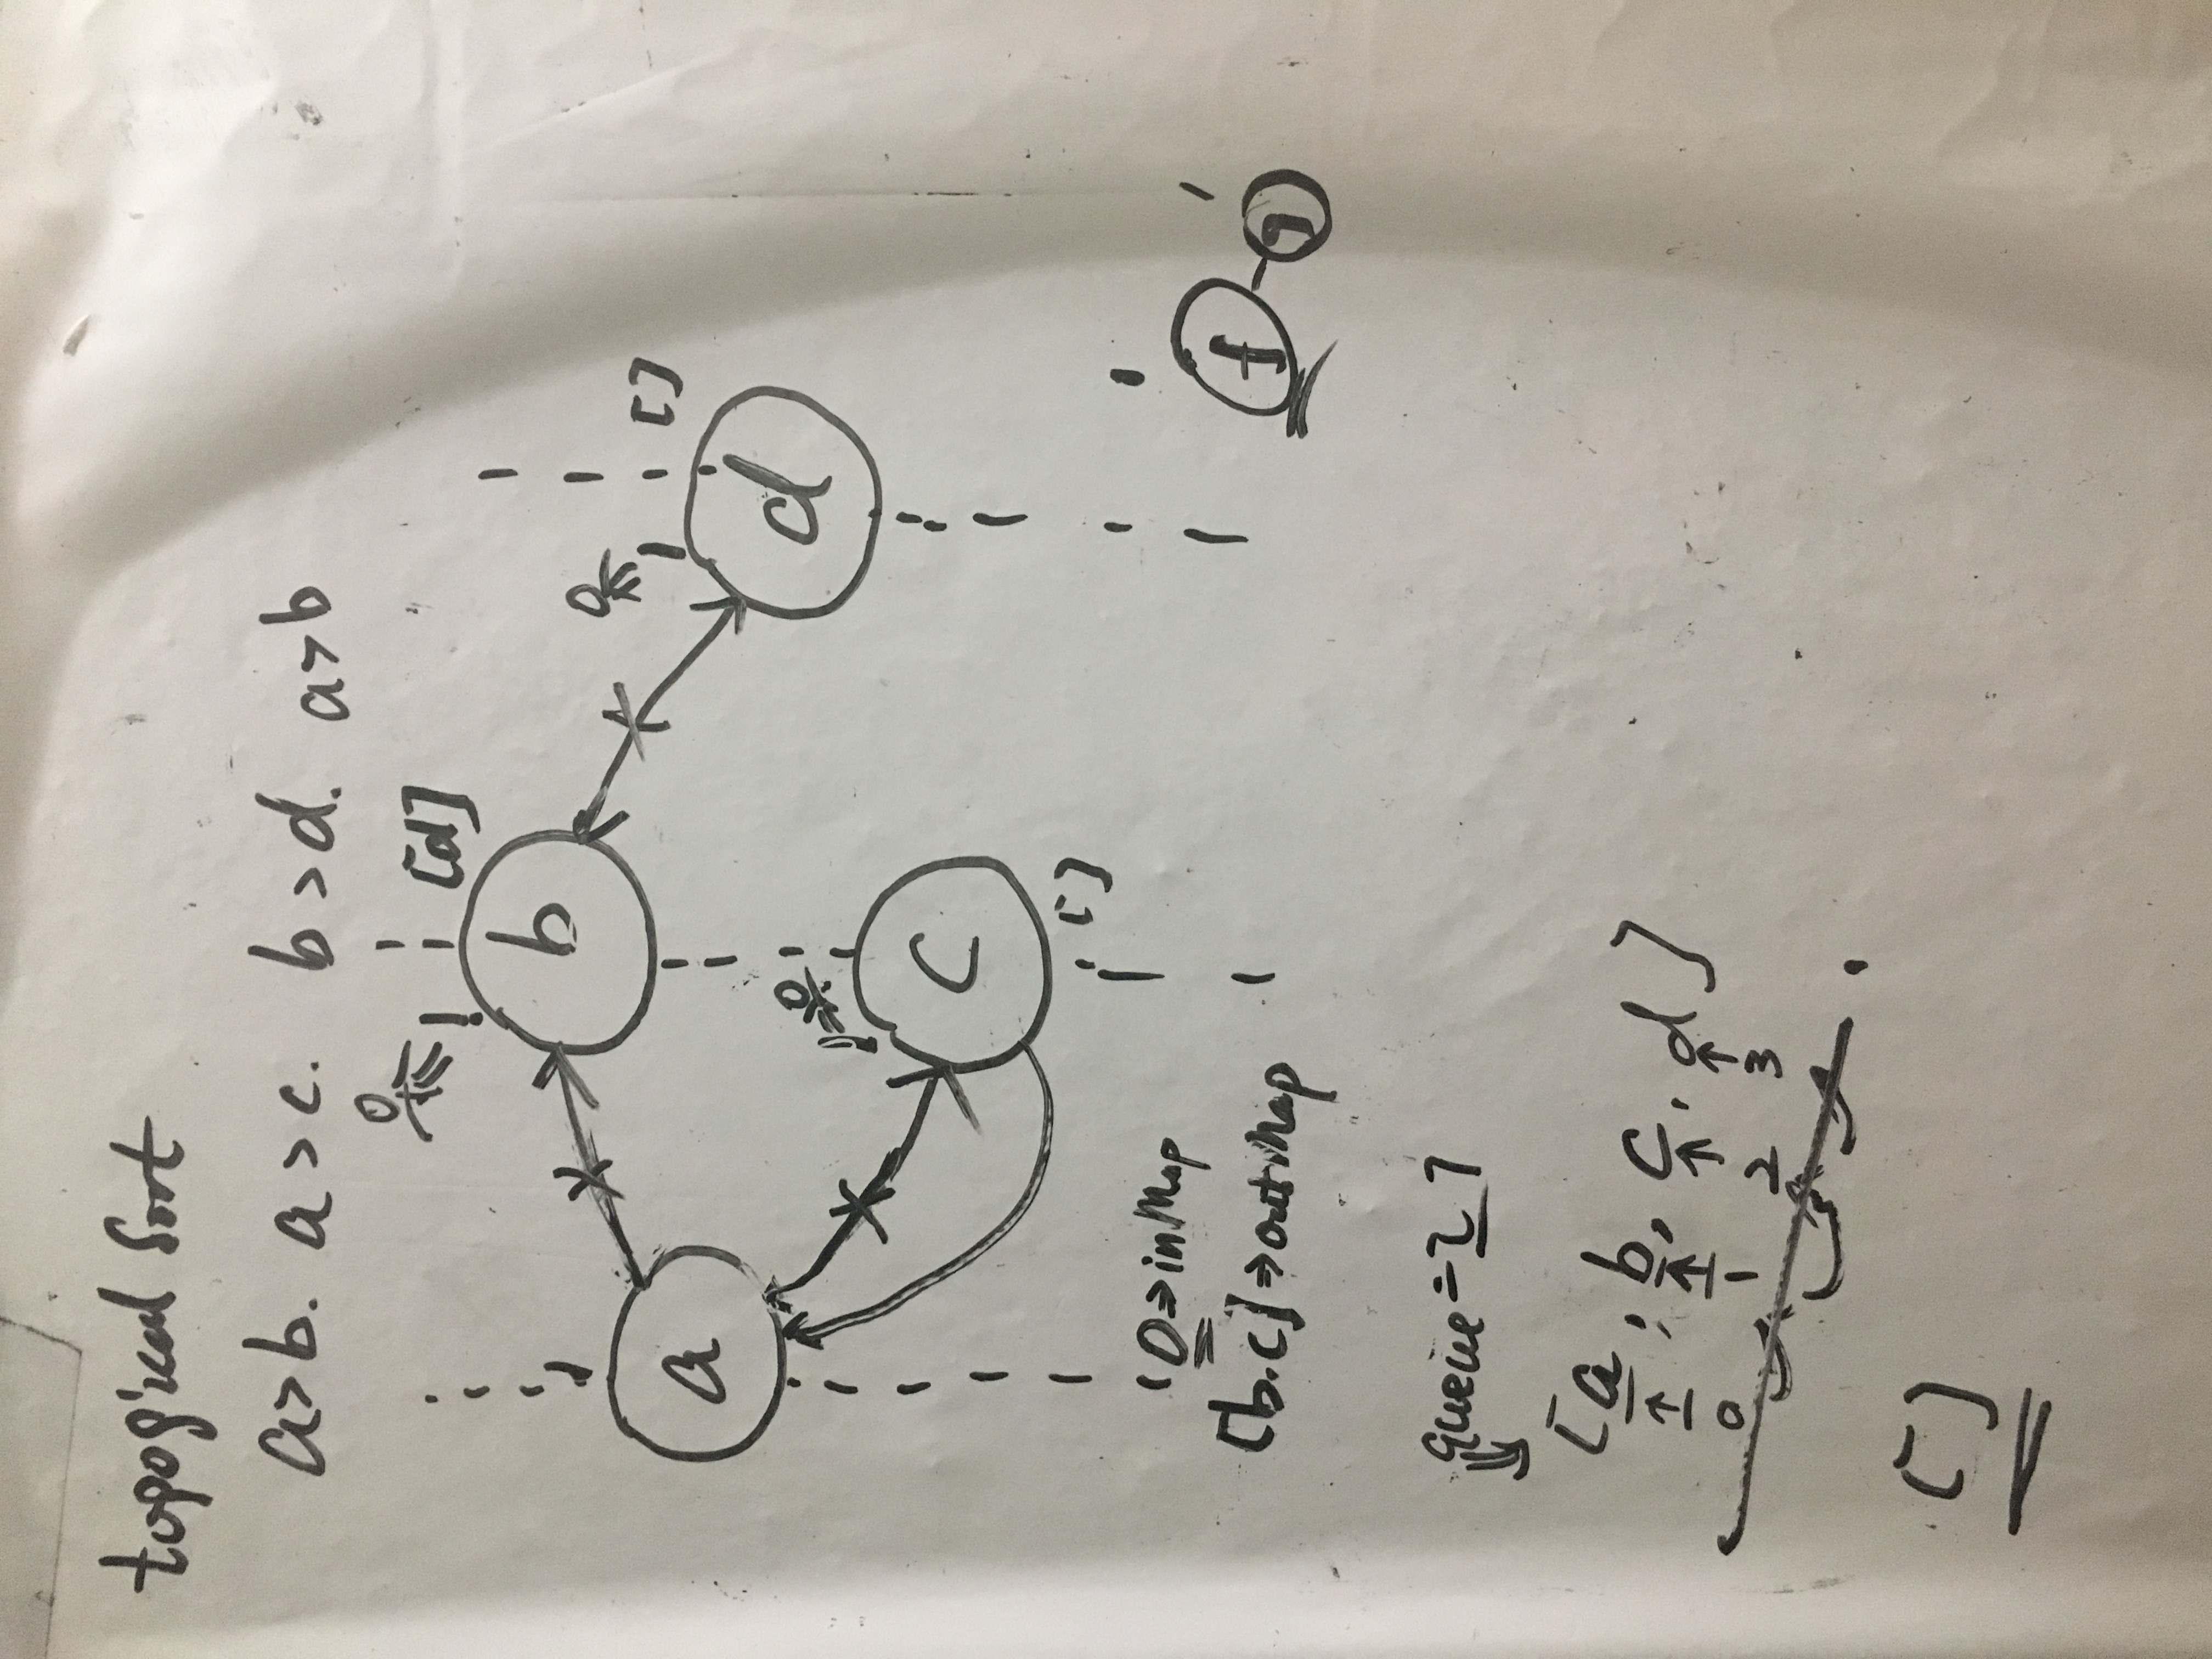 topogical Sort
a>b. a>c. b>d. a>b
0
[d]
b
a
0
[]
d
0
c
[]
0⇒inMap
[b.c]⇒outMap
f
g
queue=[]
[a, b, c, d]
0 1 2 3
[]